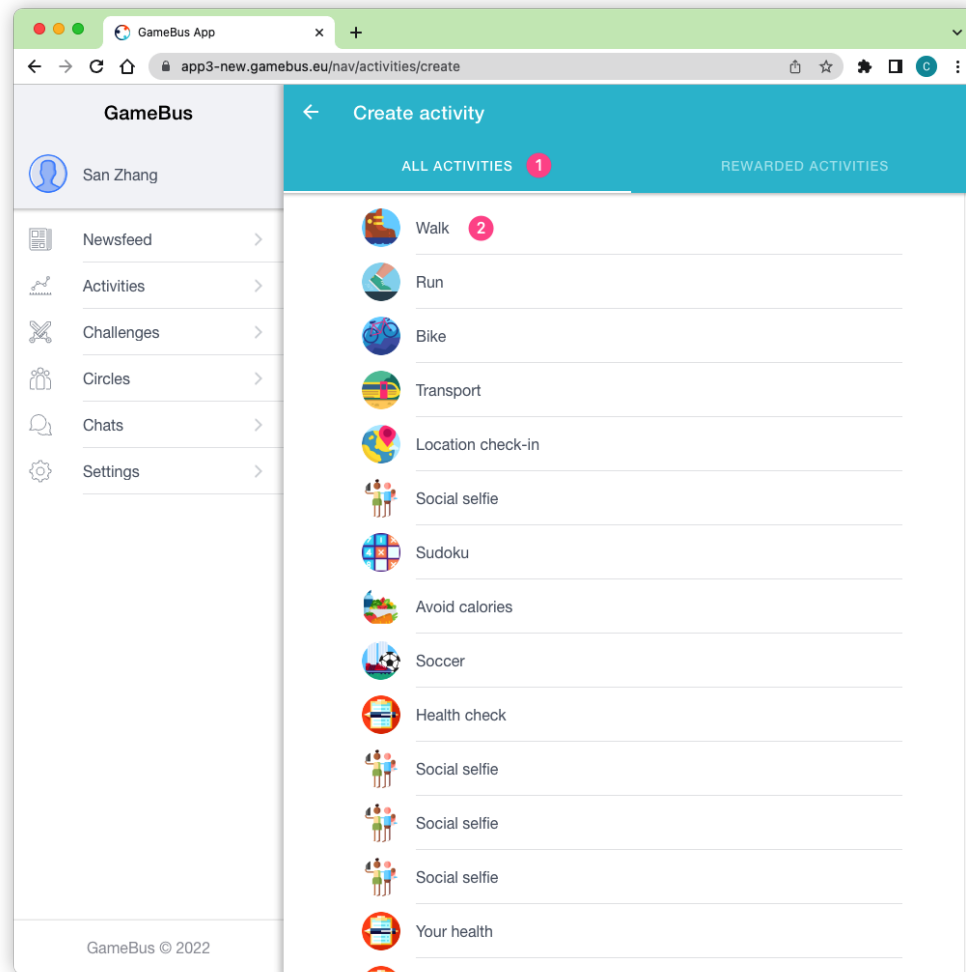 GameBus App
app3-new.gamebus.eu/nav/activities/create
C
GameBus
San Zhang
Newsfeed
Activities
Challenges
Circles
Chats
Settings
GameBus © 2022
Create activity
ALL ACTIVITIES 1 REWARDED ACTIVITIES
Walk 2
Run
Bike
Transport
Location check-in
Social selfie
Sudoku
Avoid calories
Soccer
Health check
Social selfie
Social selfie
Social selfie
Your health